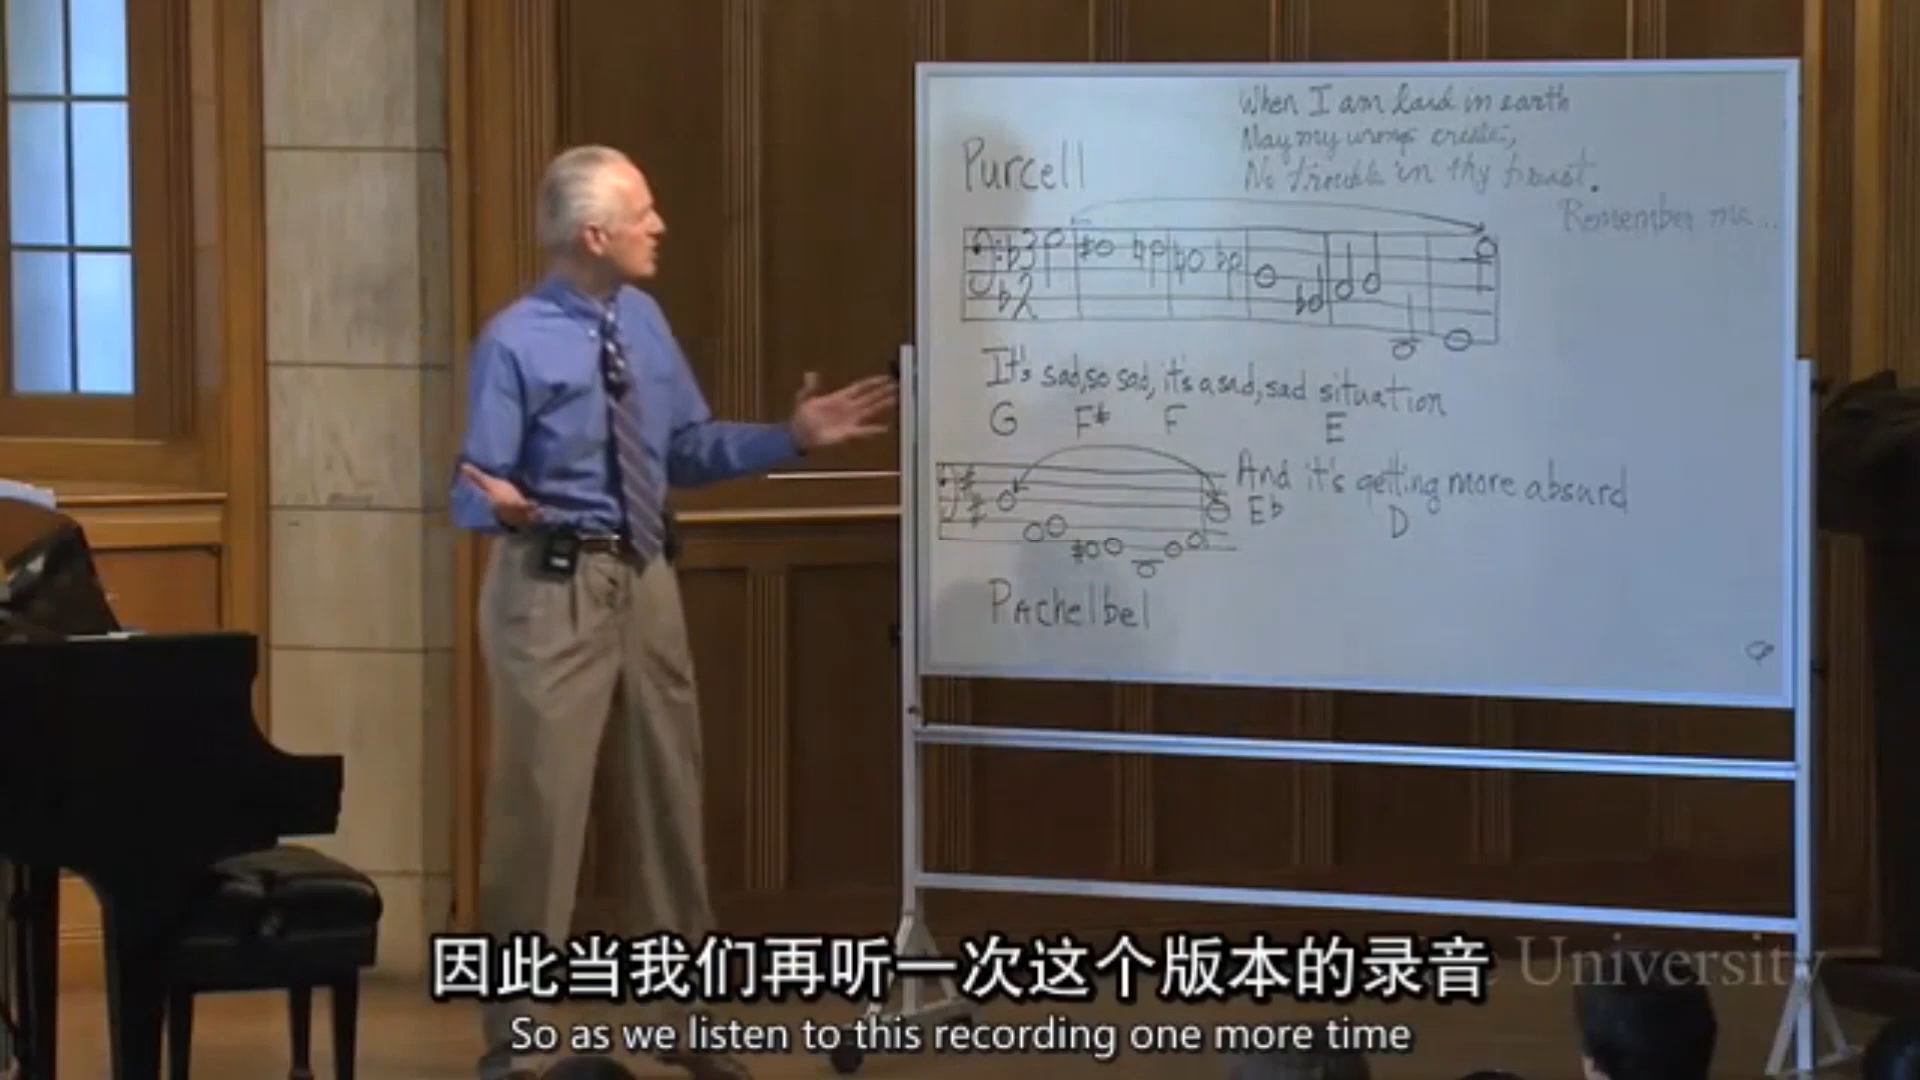 When I am laid in earth
May my wrongs create,
No trouble in thy breast.
Remember me...
Purcell
It's sad, so sad, it's a sad, sad situation
G F# F E
And it's getting more absurd
Eb D
Pachelbel
因此当我们再听一次这个版本的录音
University
So as we listen to this recording one more time